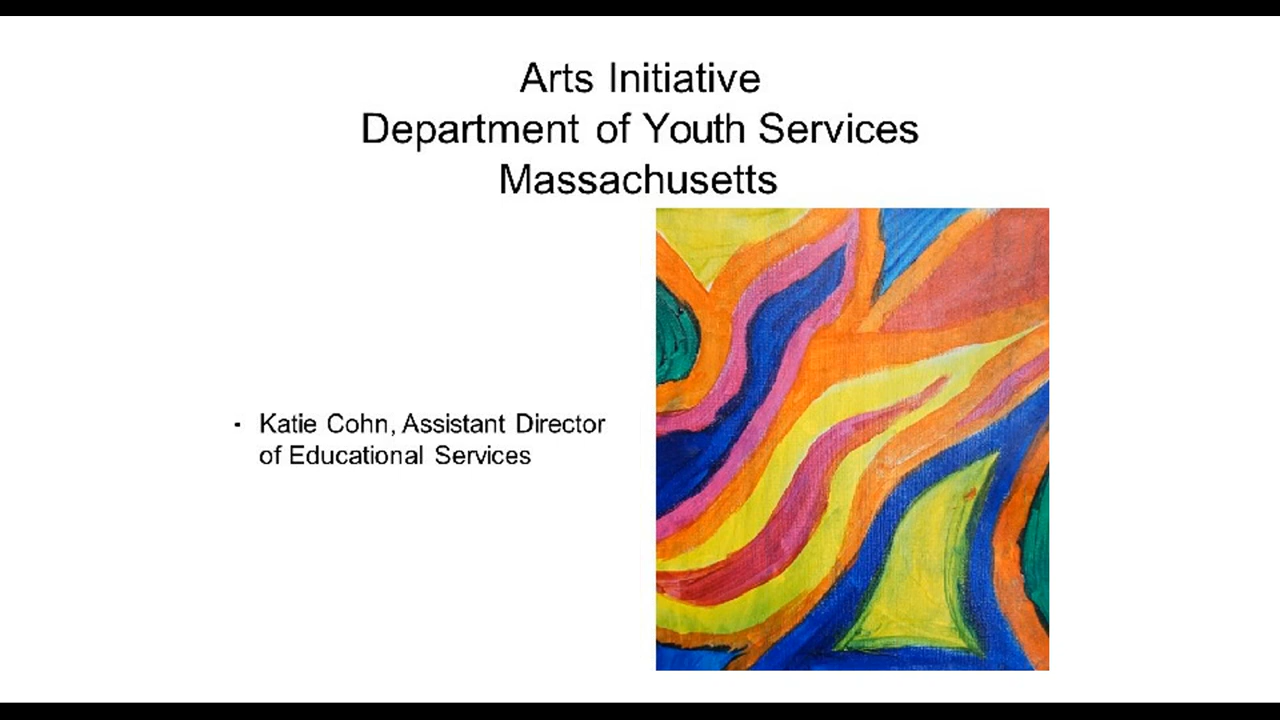 Arts Initiative
Department of Youth Services
Massachusetts
• Katie Cohn, Assistant Director
of Educational Services